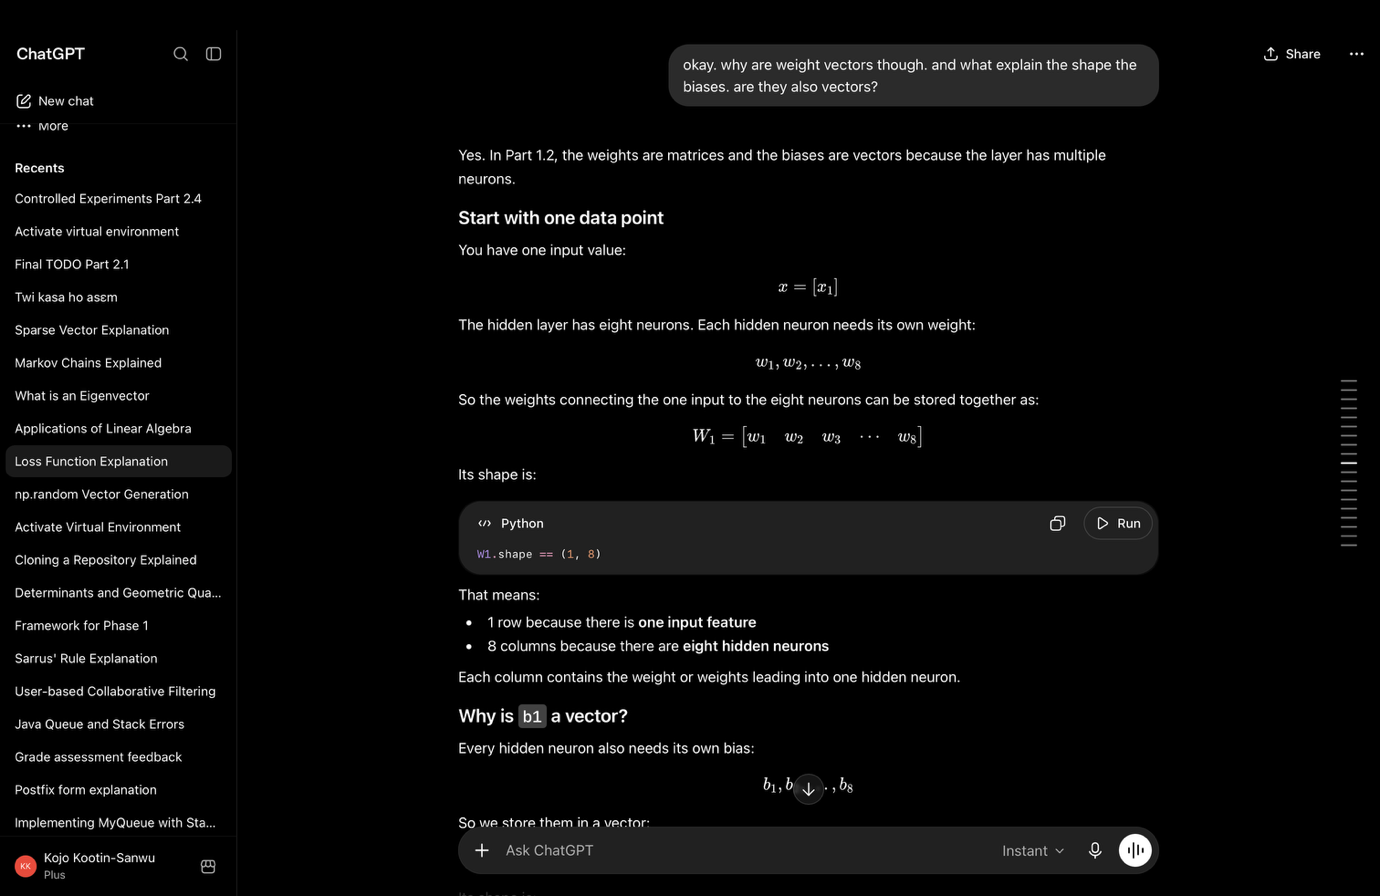 ChatGPT
New chat
More
Recents
Controlled Experiments Part 2.4
Activate virtual environment
Final TODO Part 2.1
Twi kasa ho asɛm
Sparse Vector Explanation
Markov Chains Explained
What is an Eigenvector
Applications of Linear Algebra
Loss Function Explanation
np.random Vector Generation
Activate Virtual Environment
Cloning a Repository Explained
Determinants and Geometric Qua...
Framework for Phase 1
Sarrus' Rule Explanation
User-based Collaborative Filtering
Java Queue and Stack Errors
Grade assessment feedback
Postfix form explanation
Implementing MyQueue with Sta...
KK
Kojo Kootin-Sanwu
Plus
Share
okay. why are weight vectors though. and what explain the shape the
biases. are they also vectors?
Yes. In Part 1.2, the weights are matrices and the biases are vectors because the layer has multiple
neurons.
Start with one data point
You have one input value:
x = [x₁]
The hidden layer has eight neurons. Each hidden neuron needs its own weight:
w₁, w₂, . . . , w₈
So the weights connecting the one input to the eight neurons can be stored together as:
W₁ = [w₁ w₂ w₃ ⋯ w₈]
Its shape is:
Python
Run
W1.shape == (1, 8)
That means:
• 1 row because there is one input feature
• 8 columns because there are eight hidden neurons
Each column contains the weight or weights leading into one hidden neuron.
Why is b1 a vector?
Every hidden neuron also needs its own bias:
b₁, b . , b₈
So we store them in a vector:
Ask ChatGPT
Instant
Its shape is: